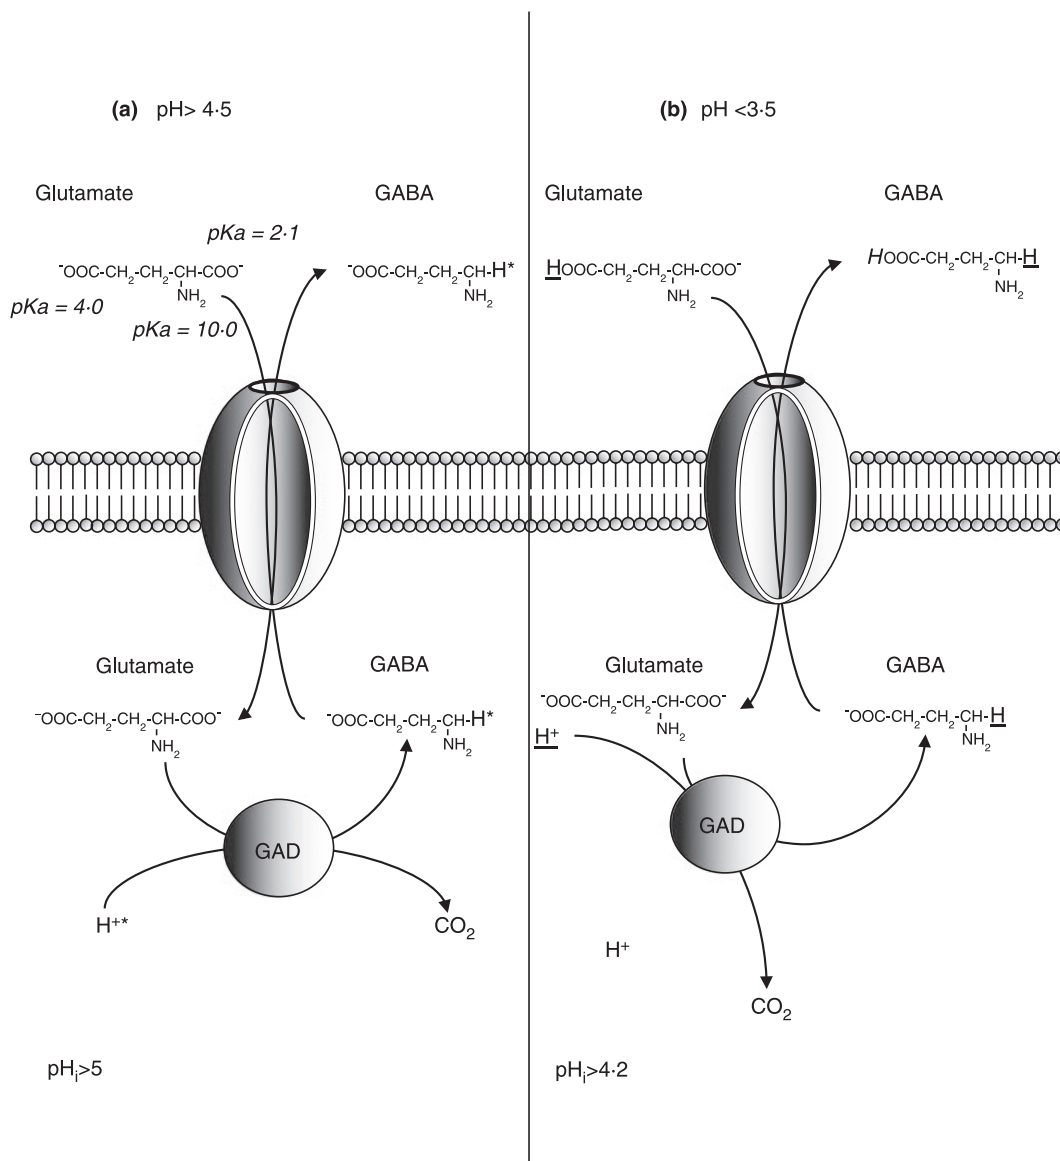 (a) pH> 4·5
Glutamate
GABA
pKa = 2·1
⁻OOC-CH₂-CH₂-CH-COO⁻
NH₂
pKa = 4·0
pKa = 10·0
⁻OOC-CH₂-CH₂-CH-H*
NH₂
Glutamate
GABA
⁻OOC-CH₂-CH₂-CH-COO⁻
NH₂
⁻OOC-CH₂-CH₂-CH-H*
NH₂
GAD
H⁺*
CO₂
pHᵢ>5
(b) pH <3·5
Glutamate
GABA
HOOC-CH₂-CH₂-CH-COO⁻
NH₂
HOOC-CH₂-CH₂-CH-H
NH₂
Glutamate
GABA
⁻OOC-CH₂-CH₂-CH-COO⁻
NH₂
H⁺
⁻OOC-CH₂-CH₂-CH-H
NH₂
GAD
H⁺
CO₂
pHᵢ>4·2